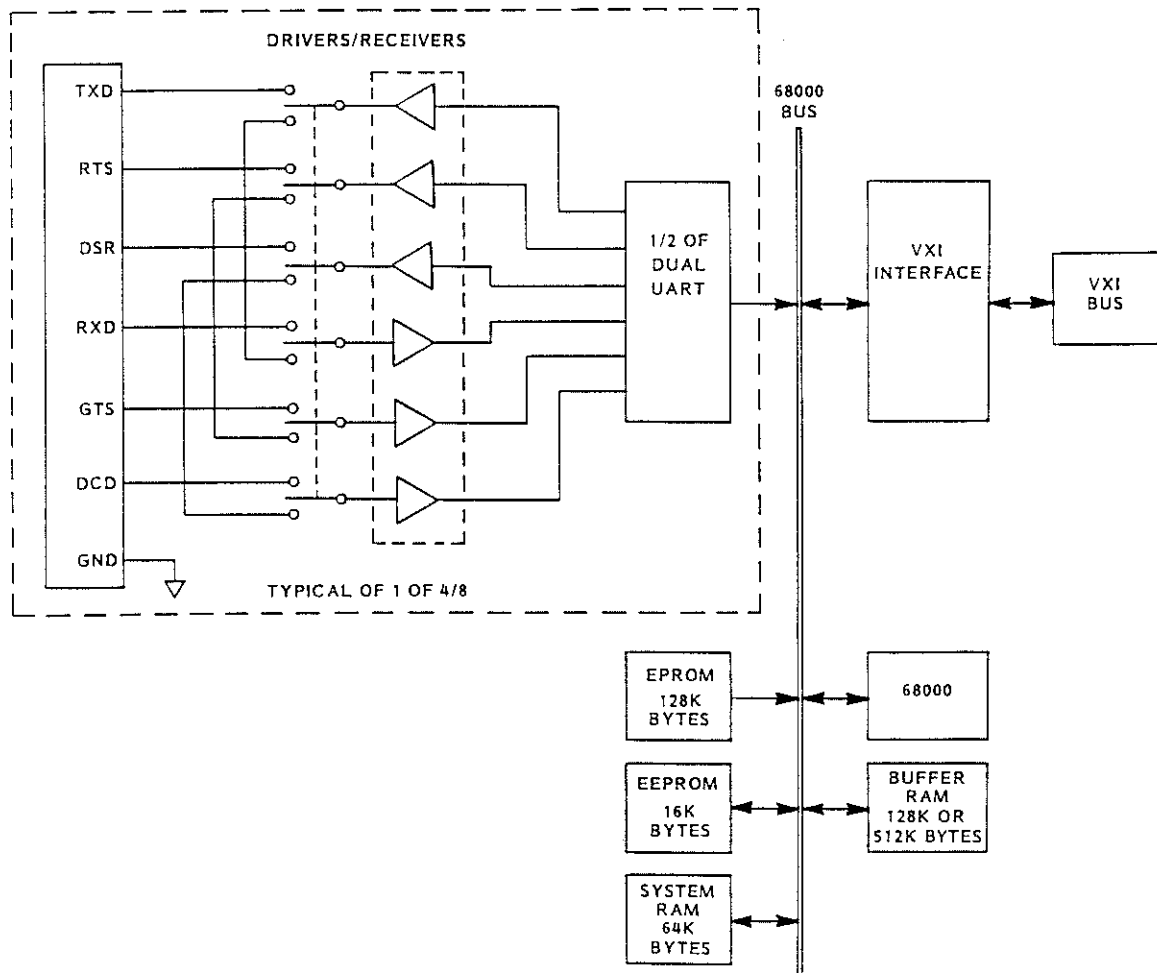 DRIVERS/RECEIVERS
TXD
RTS
DSR
RXD
GTS
DCD
GND
TYPICAL OF 1 OF 4/8
1/2 OF
DUAL
UART
68000
BUS
VXI
INTERFACE
VXI
BUS
EPROM
128K
BYTES
68000
EEPROM
16K
BYTES
BUFFER
RAM
128K OR
512K BYTES
SYSTEM
RAM
64K
BYTES